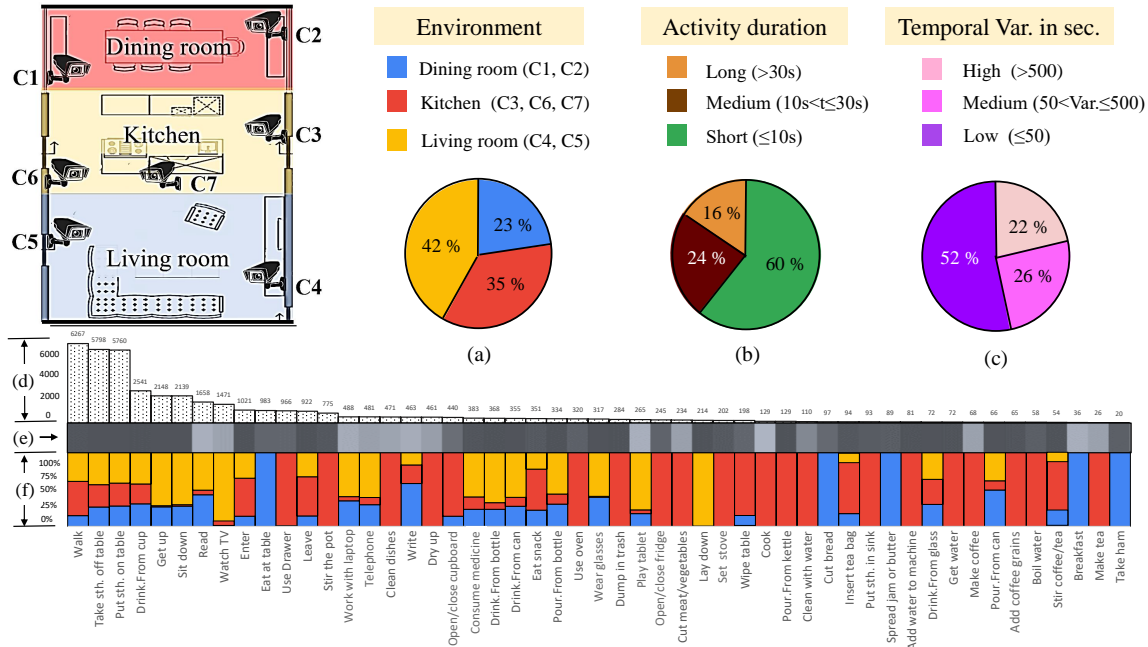 Dining room
C1
C2
Kitchen
C3
C6
C7
C5
Living room
C4
Environment
Dining room (C1, C2)
Kitchen (C3, C6, C7)
Living room (C4, C5)
23 %
35 %
42 %
(a)
Activity duration
Long (>30s)
Medium (10s<t≤30s)
Short (≤10s)
16 %
24 %
60 %
(b)
Temporal Var. in sec.
High (>500)
Medium (50<Var.≤500)
Low (≤50)
22 %
52 %
26 %
(c)
(d)
6000
4000
2000
0
6267 5798 5760 2541 2148 2139 1658 1471 1021 983 966 922 775 488 481 471 463 461 440 383 368 355 351 334 320 317 284 265 245 234 214 202 198 129 129 110 97 94 93 89 81 72 72 68 66 65 58 54 36 26 20
(e)
(f)
100%
75%
50%
25%
0%
Walk
Take sth. off table
Put sth. on table
Drink.From cup
Get up
Sit down
Read
Watch TV
Enter
Eat at table
Use Drawer
Leave
Stir the pot
Work with laptop
Telephone
Clean dishes
Write
Dry up
Open/close cupboard
Consume medicine
Drink.From bottle
Drink.From can
Eat snack
Pour.From bottle
Use oven
Wear glasses
Dump in trash
Play tablet
Open/close fridge
Cut meat/vegetables
Lay down
Set stove
Wipe table
Cook
Pour.From kettle
Clean with water
Cut bread
Insert tea bag
Put sth. in sink
Spread jam or butter
Add water to machine
Drink.From glass
Get water
Make coffee
Pour.From can
Add coffee grains
Boil water
Stir coffee/tea
Breakfast
Make tea
Take ham